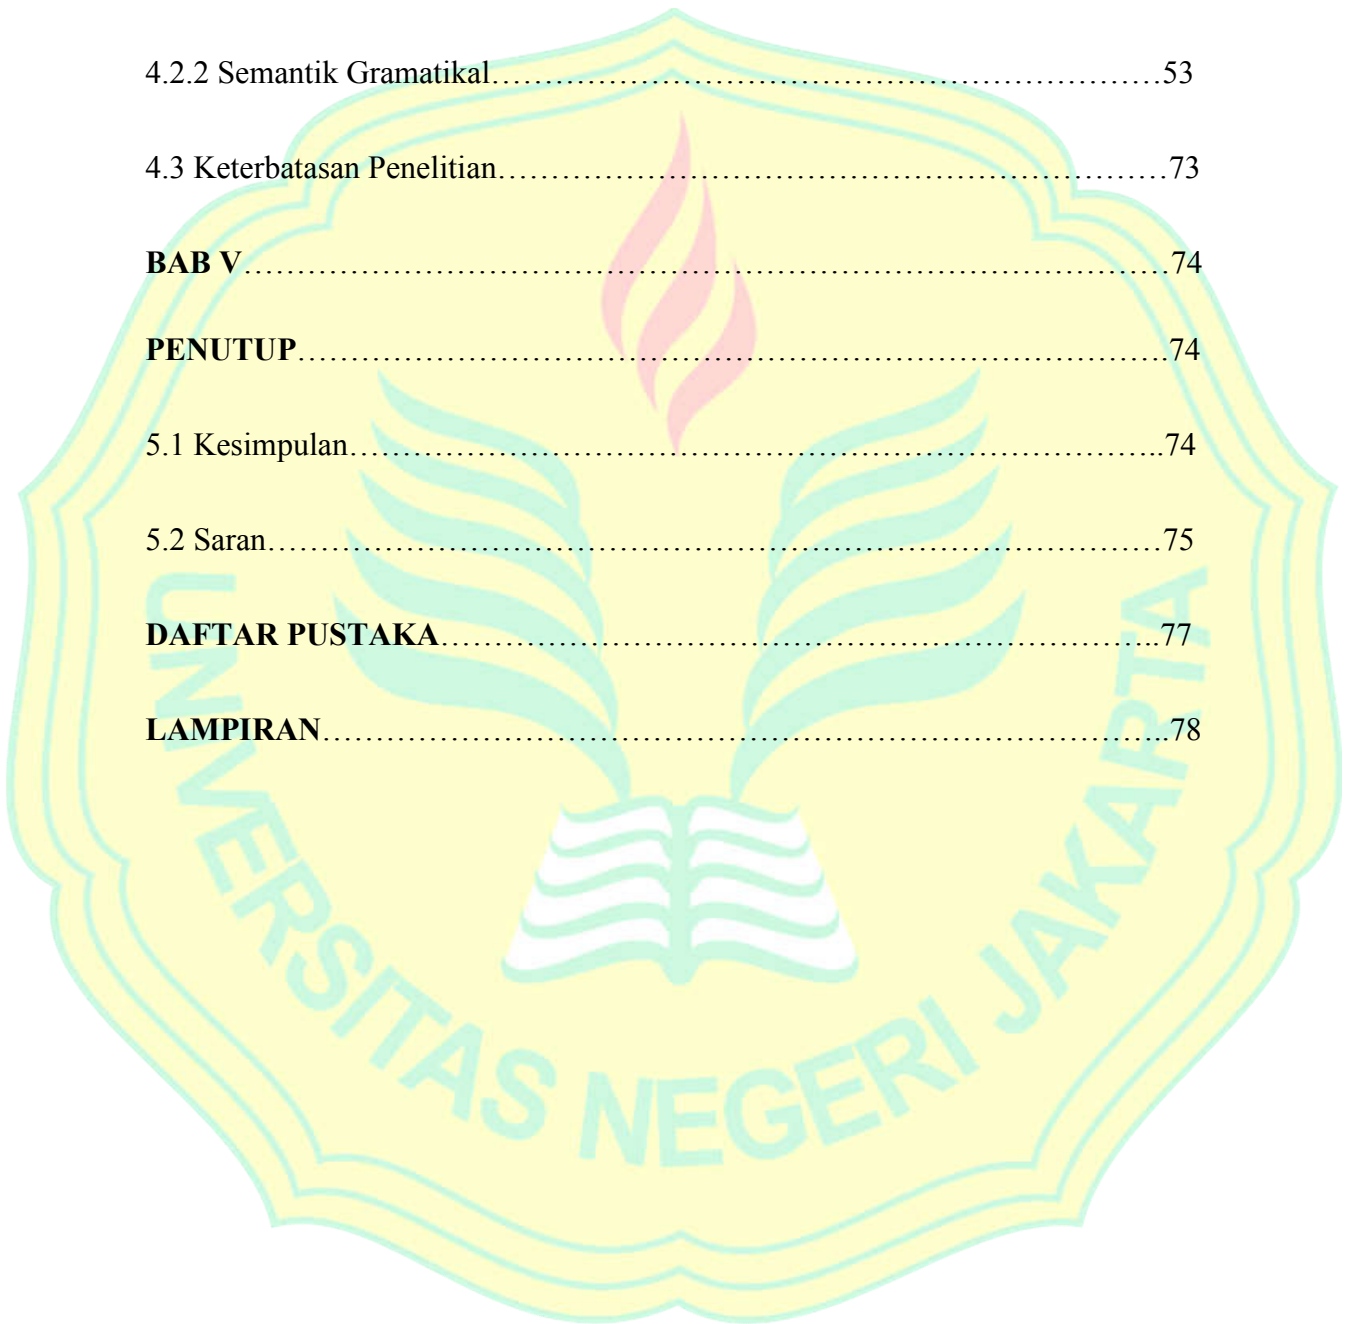 4.2.2 Semantik Gramatikal……………………………………………………53
4.3 Keterbatasan Penelitian……………………………………………………73
BAB V…………………………………………………………………………74
PENUTUP……………………………………………………………………74
5.1 Kesimpulan………………………………………………………………..74
5.2 Saran………………………………………………………………………75
DAFTAR PUSTAKA………………………………………………………..77
LAMPIRAN…………………………………………………………………..78
UNIVERSITAS NEGERI JAKARTA